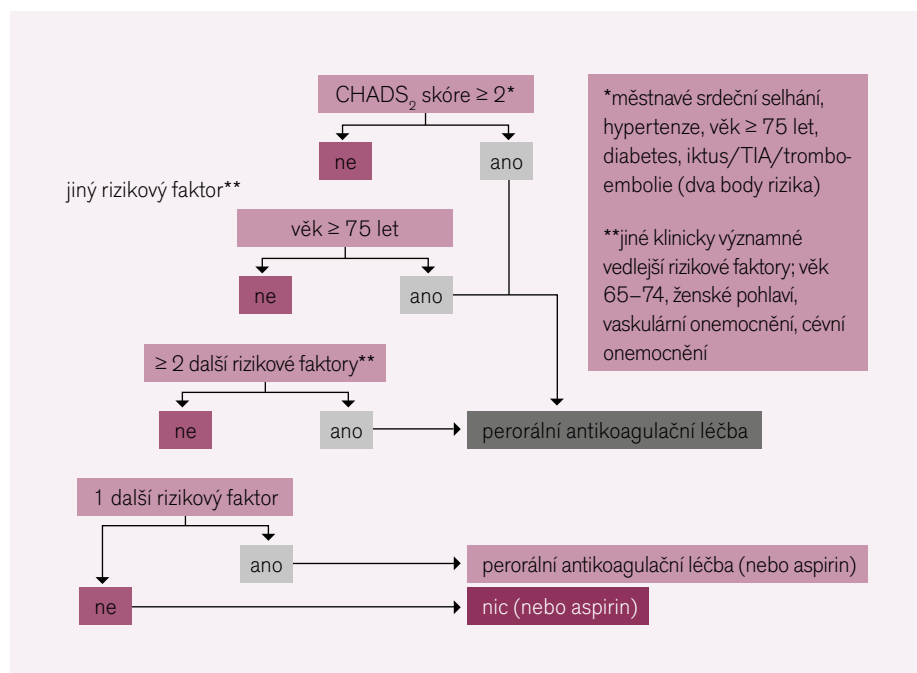 CHADS₂ skóre ≥ 2*
ne
ano
jiný rizikový faktor**
věk ≥ 75 let
ne
ano
≥ 2 další rizikové faktory**
ne
ano
perorální antikoagulační léčba
1 další rizikový faktor
ano
perorální antikoagulační léčba (nebo aspirin)
ne
nic (nebo aspirin)
*městnavé srdeční selhání,
hypertenze, věk ≥ 75 let,
diabetes, iktus/TIA/trombo-
embolie (dva body rizika)
**jiné klinicky významné
vedlejší rizikové faktory; věk
65–74, ženské pohlaví,
vaskulární onemocnění, cévní
onemocnění